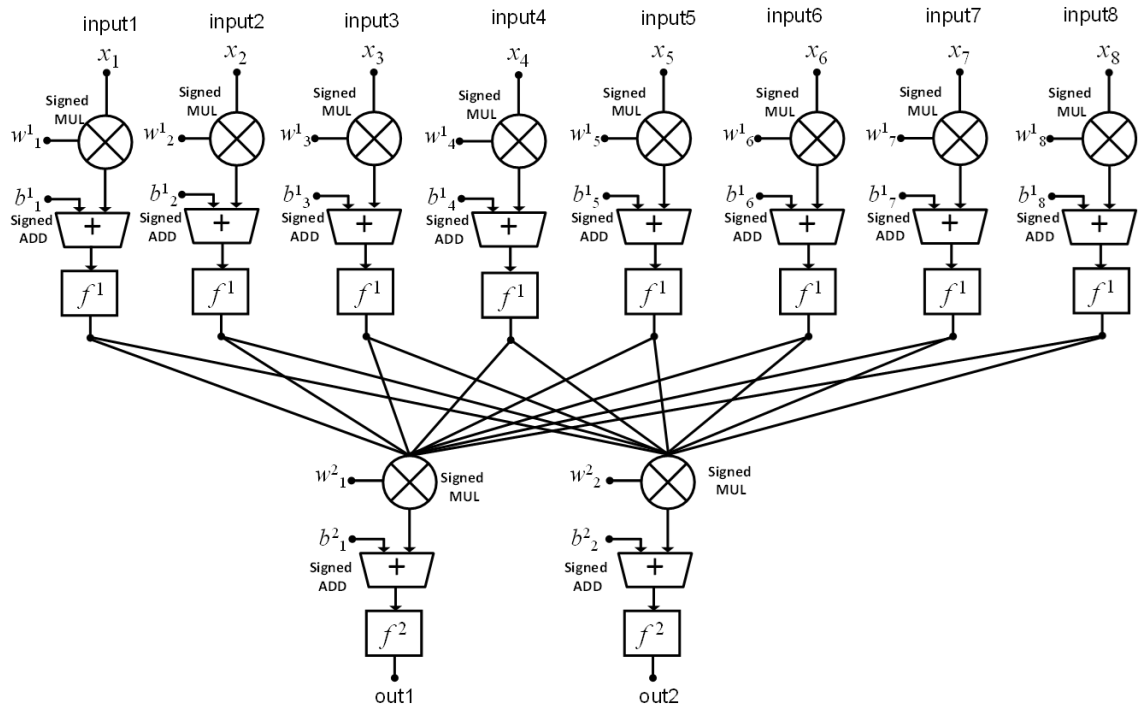 input1 input2 input3 input4 input5 input6 input7 input8
x₁ x₂ x₃ x₄ x₅ x₆ x₇ x₈
Signed MUL Signed MUL Signed MUL Signed MUL Signed MUL Signed MUL Signed MUL Signed MUL
w¹₁ w¹₂ w¹₃ w¹₄ w¹₅ w¹₆ w¹₇ w¹₈
b¹₁ b¹₂ b¹₃ b¹₄ b¹₅ b¹₆ b¹₇ b¹₈
Signed ADD + Signed ADD + Signed ADD + Signed ADD + Signed ADD + Signed ADD + Signed ADD + Signed ADD +
f¹ f¹ f¹ f¹ f¹ f¹ f¹ f¹
w²₁ Signed MUL w²₂ Signed MUL
b²₁ b²₂
Signed ADD + Signed ADD +
f² f²
out1 out2